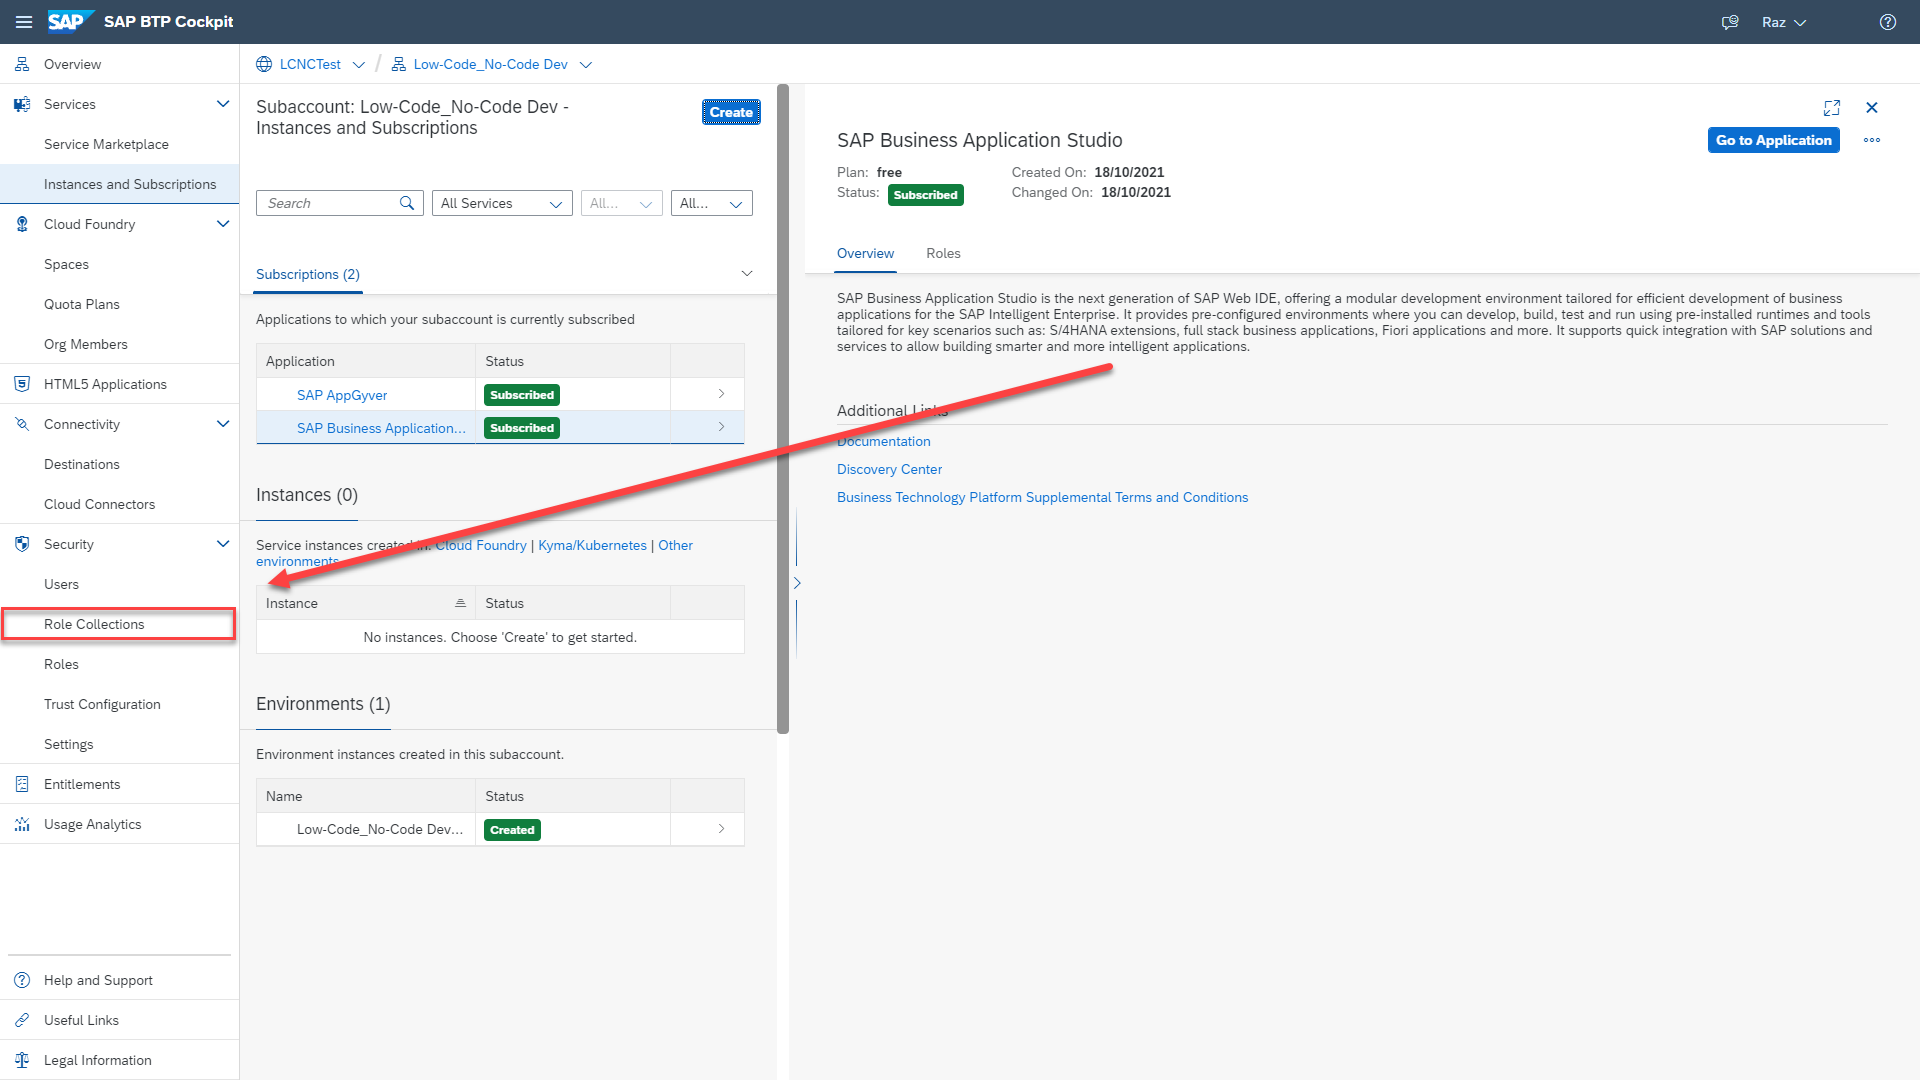 SAP BTP Cockpit
Raz
Overview
Services
Service Marketplace
Instances and Subscriptions
Cloud Foundry
Spaces
Quota Plans
Org Members
HTML5 Applications
Connectivity
Destinations
Cloud Connectors
Security
Users
Role Collections
Roles
Trust Configuration
Settings
Entitlements
Usage Analytics
Help and Support
Useful Links
Legal Information
LCNCTest / Low-Code_No-Code Dev
Subaccount: Low-Code_No-Code Dev -
Instances and Subscriptions
Create
Search
All Services
All...
All...
Subscriptions (2)
Applications to which your subaccount is currently subscribed
Application Status
SAP AppGyver Subscribed
SAP Business Application... Subscribed
Instances (0)
Service instances created in: Cloud Foundry | Kyma/Kubernetes | Other
environments
Instance Status
No instances. Choose 'Create' to get started.
Environments (1)
Environment instances created in this subaccount.
Name Status
Low-Code_No-Code Dev... Created
SAP Business Application Studio
Go to Application
Plan: free
Created On: 18/10/2021
Status: Subscribed
Changed On: 18/10/2021
Overview Roles
SAP Business Application Studio is the next generation of SAP Web IDE, offering a modular development environment tailored for efficient development of business
applications for the SAP Intelligent Enterprise. It provides pre-configured environments where you can develop, build, test and run using pre-installed runtimes and tools
tailored for key scenarios such as: S/4HANA extensions, full stack business applications, Fiori applications and more. It supports quick integration with SAP solutions and
services to allow building smarter and more intelligent applications.
Additional Links
Documentation
Discovery Center
Business Technology Platform Supplemental Terms and Conditions